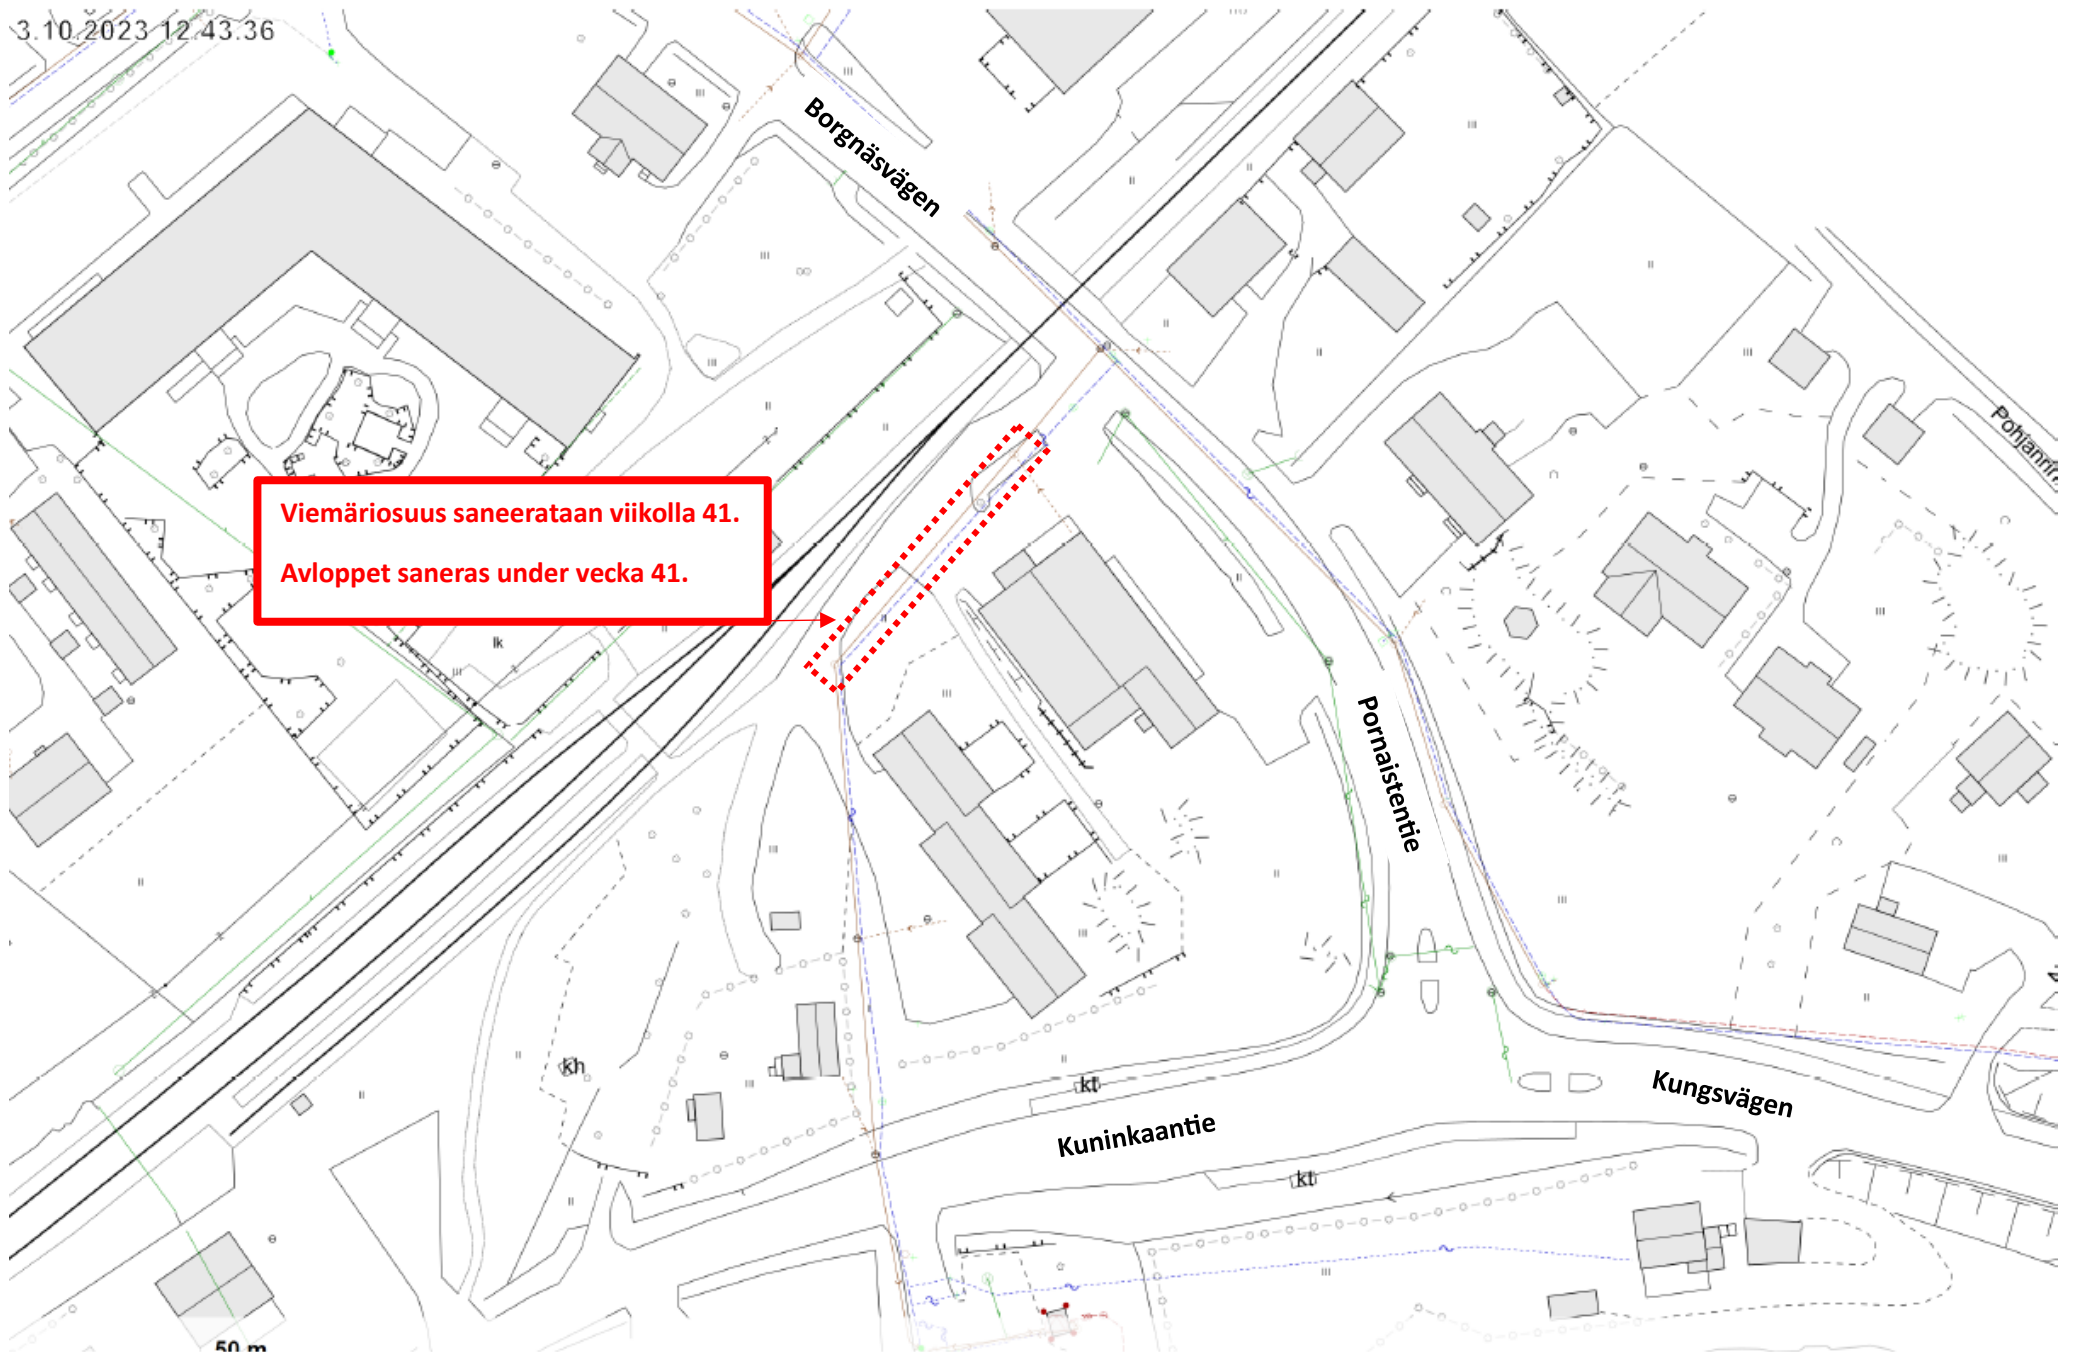 3.10.2023 12.43.36
Borgnäsvägen
Viemäriosuus saneerataan viikolla 41.
Avloppet saneras under vecka 41.
lk
Pornaistentie
kh
kt
Kungsvägen
Kuninkaantie
kt
50 m